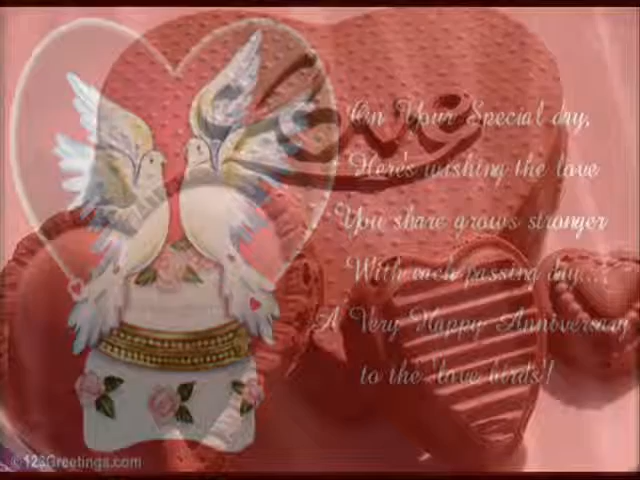 Love
On Your Special day,
Here's wishing the love
You share grows stronger
With each passing day....
A Very Happy Anniversary
to the 'love birds'!
©123Greetings.com